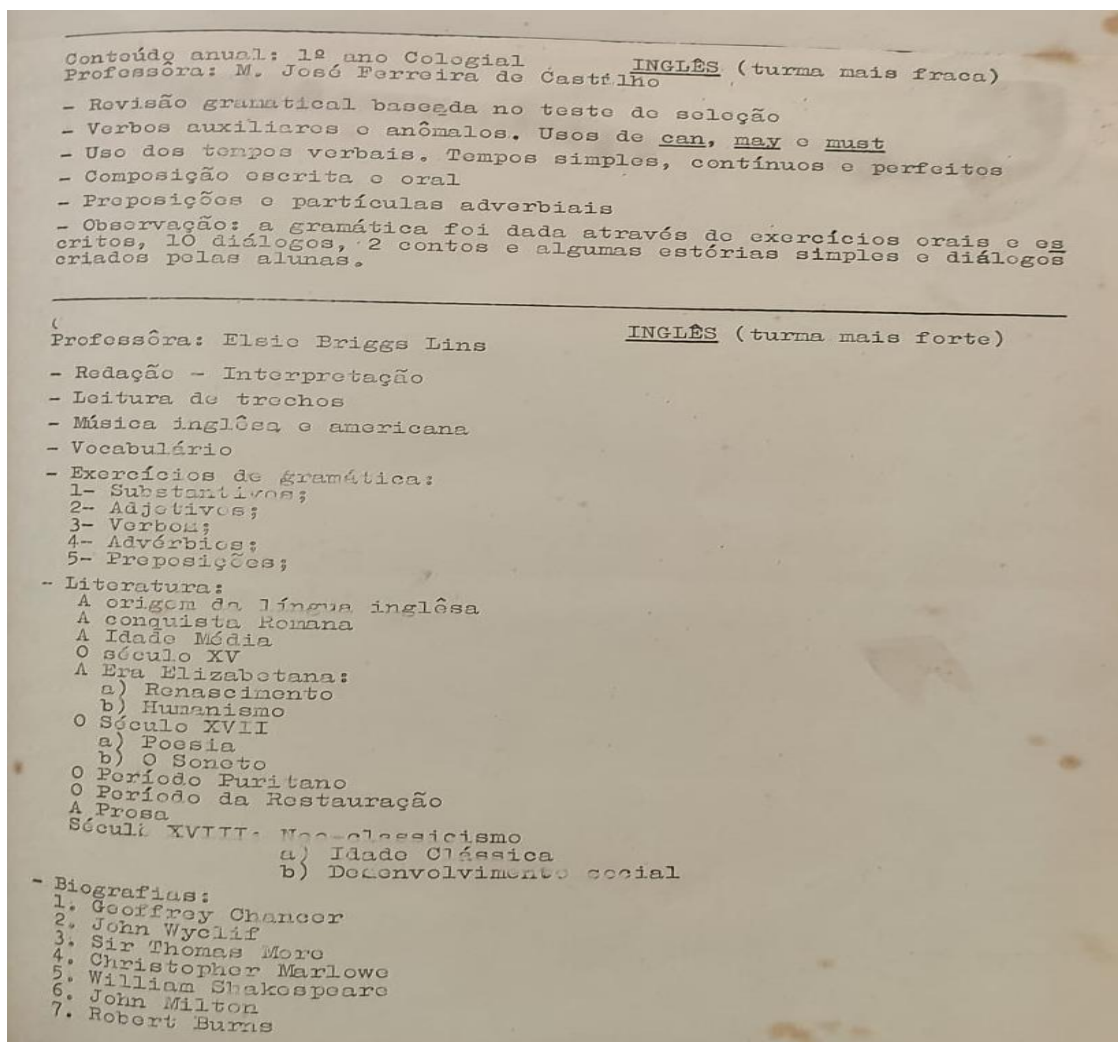 Contoúdo anual: 1º ano Cologial INGLÊS (turma mais fraca)
Professôra: M. José Ferreira de Castilho
- Revisão gramatical baseada no teste de seleção
- Verbos auxiliares e anômalos. Usos de can, may e must
- Uso dos tempos verbais. Tempos simples, contínuos e perfeitos
- Composição escrita e oral
- Preposições e partículas adverbiais
- Observação: a gramática foi dada através de exercícios orais e es
critos, 10 diálogos, 2 contos e algumas estórias simples e diálogos
criados pelas alunas.
Professôra: Elsie Briggs Lins INGLÊS (turma mais forte)
- Redação - Interpretação
- Leitura de trechos
- Música inglêsa e americana
- Vocabulário
- Exercícios de gramática:
1- Substantivos;
2- Adjetivos;
3- Verbos;
4- Advérbios;
5- Preposições;
- Literatura:
A origem da língua inglêsa
A conquista Romana
A Idade Média
O século XV
A Era Elizabetana:
a) Renascimento
b) Humanismo
O Século XVII
a) Poesia
b) O Soneto
O Período Puritano
O Período da Restauração
A Prosa
Séculi XVIII: Neo-classicismo
a) Idade Clássica
b) Desenvolvimento social
- Biografias:
1. Geoffrey Chancer
2. John Wyclif
3. Sir Thomas More
4. Christopher Marlowe
5. William Shakespeare
6. John Milton
7. Robert Burns